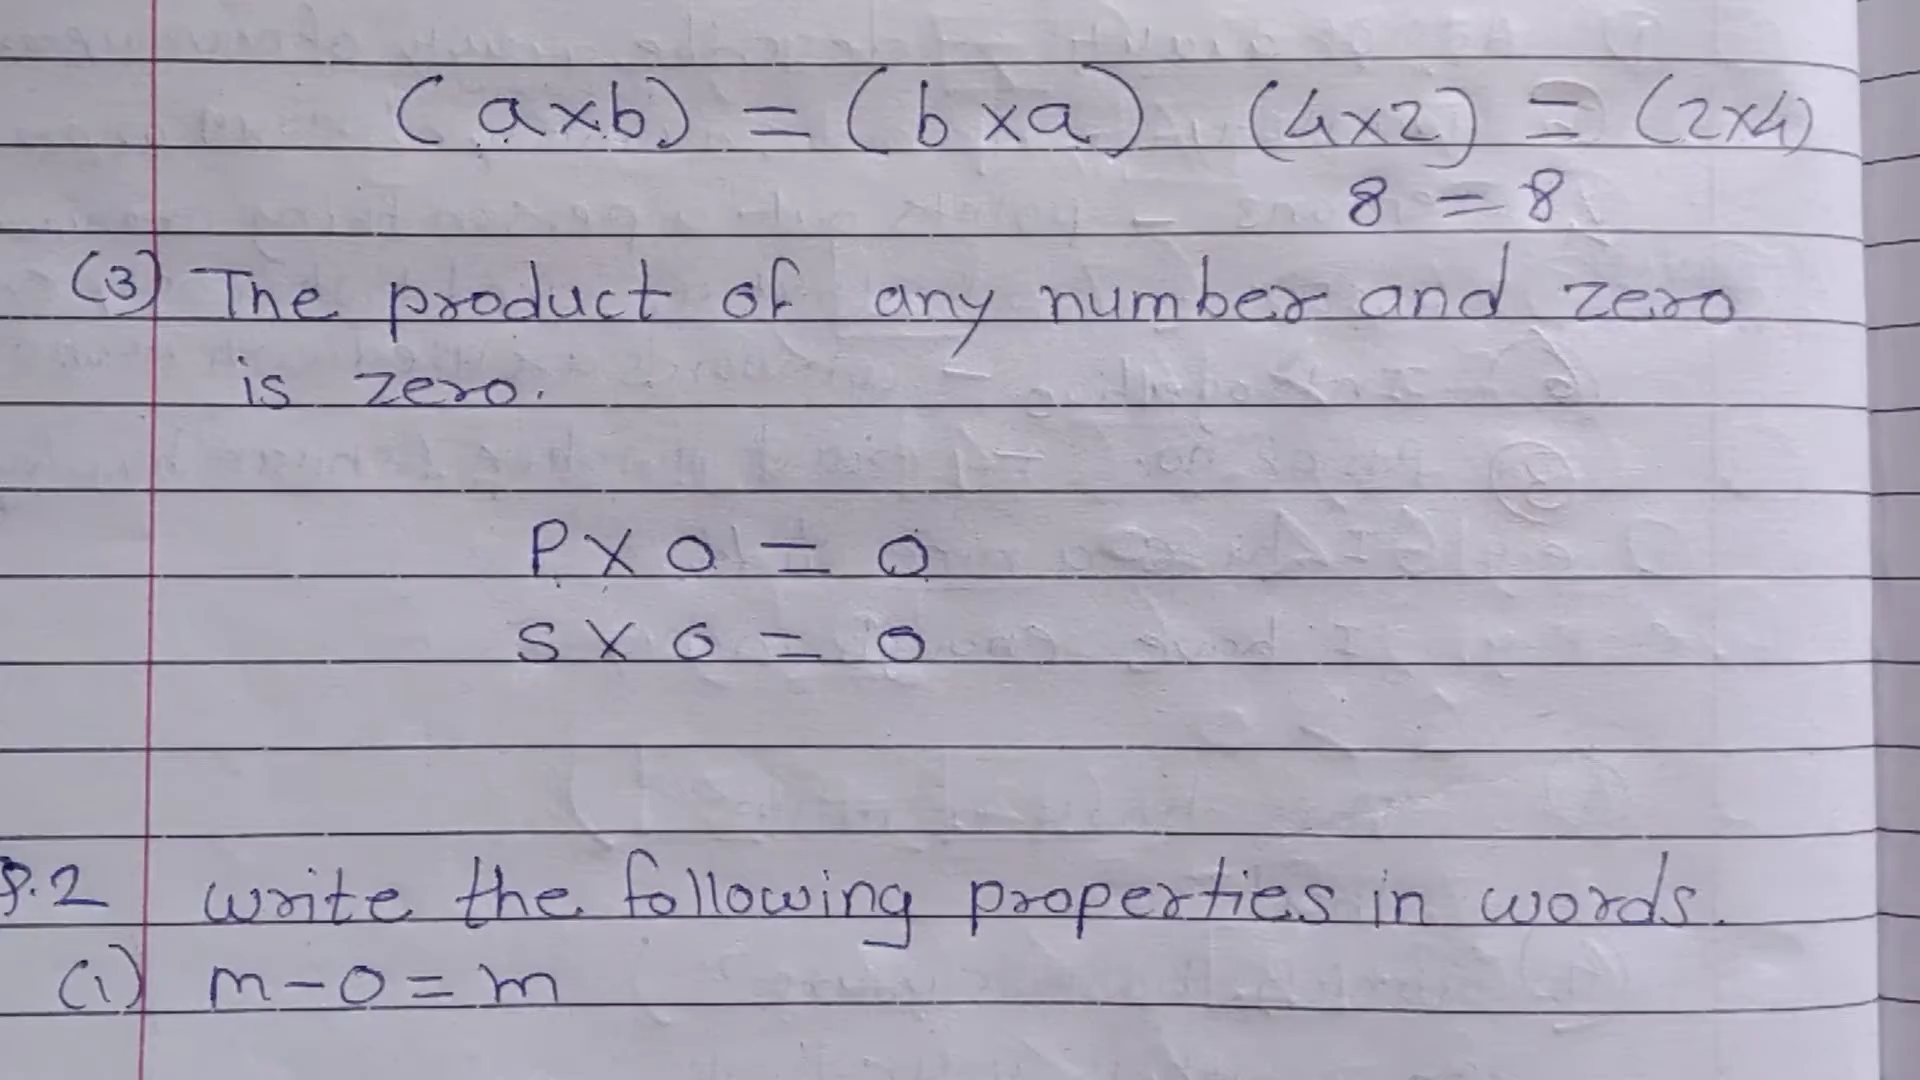 (a×b) = (b×a) (4×2) = (2×4)
8 = 8
(3) The product of any number and zero
is zero.
P × 0 = 0
S × 0 = 0
8.2 write the following properties in words.
(1) m - 0 = m